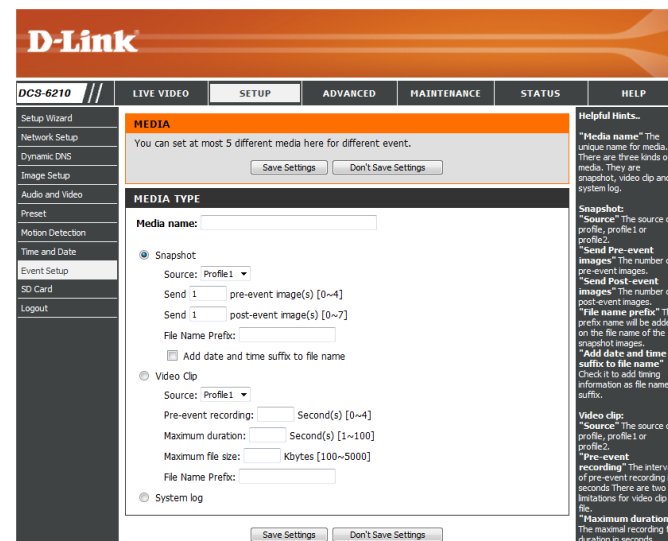 D-Link
DCS-6210 LIVE VIDEO SETUP ADVANCED MAINTENANCE STATUS HELP
Setup Wizard
Network Setup
Dynamic DNS
Image Setup
Audio and Video
Preset
Motion Detection
Time and Date
Event Setup
SD Card
Logout
MEDIA
You can set at most 5 different media here for different event.
Save Settings Don't Save Settings
MEDIA TYPE
Media name:
Snapshot
Source: Profile1
Send 1 pre-event image(s) [0~4]
Send 1 post-event image(s) [0~7]
File Name Prefix:
Add date and time suffix to file name
Video Clip
Source: Profile1
Pre-event recording: Second(s) [0~4]
Maximum duration: Second(s) [1~100]
Maximum file size: Kbytes [100~5000]
File Name Prefix:
System log
Save Settings Don't Save Settings
Helpful Hints..
"Media name" The
unique name for media.
There are three kinds
media. They are
snapshot, video clip
system log.
Snapshot:
"Source" The source
profile, profile1 or
profile2.
"Send Pre-event
images" The number
pre-event images.
"Send Post-event
images" The number
post-event images.
"File name prefix"
prefix name will be
on the file name of the
snapshot images.
"Add date and time
suffix to file name"
Check it to add timing
information as file name
suffix.
Video clip:
"Source" The source
profile, profile1 or
profile2.
"Pre-event
recording" The
of pre-event recording
seconds There are two
limitations for video clip
file.
"Maximum duration
The maximal recording
duration in seconds.